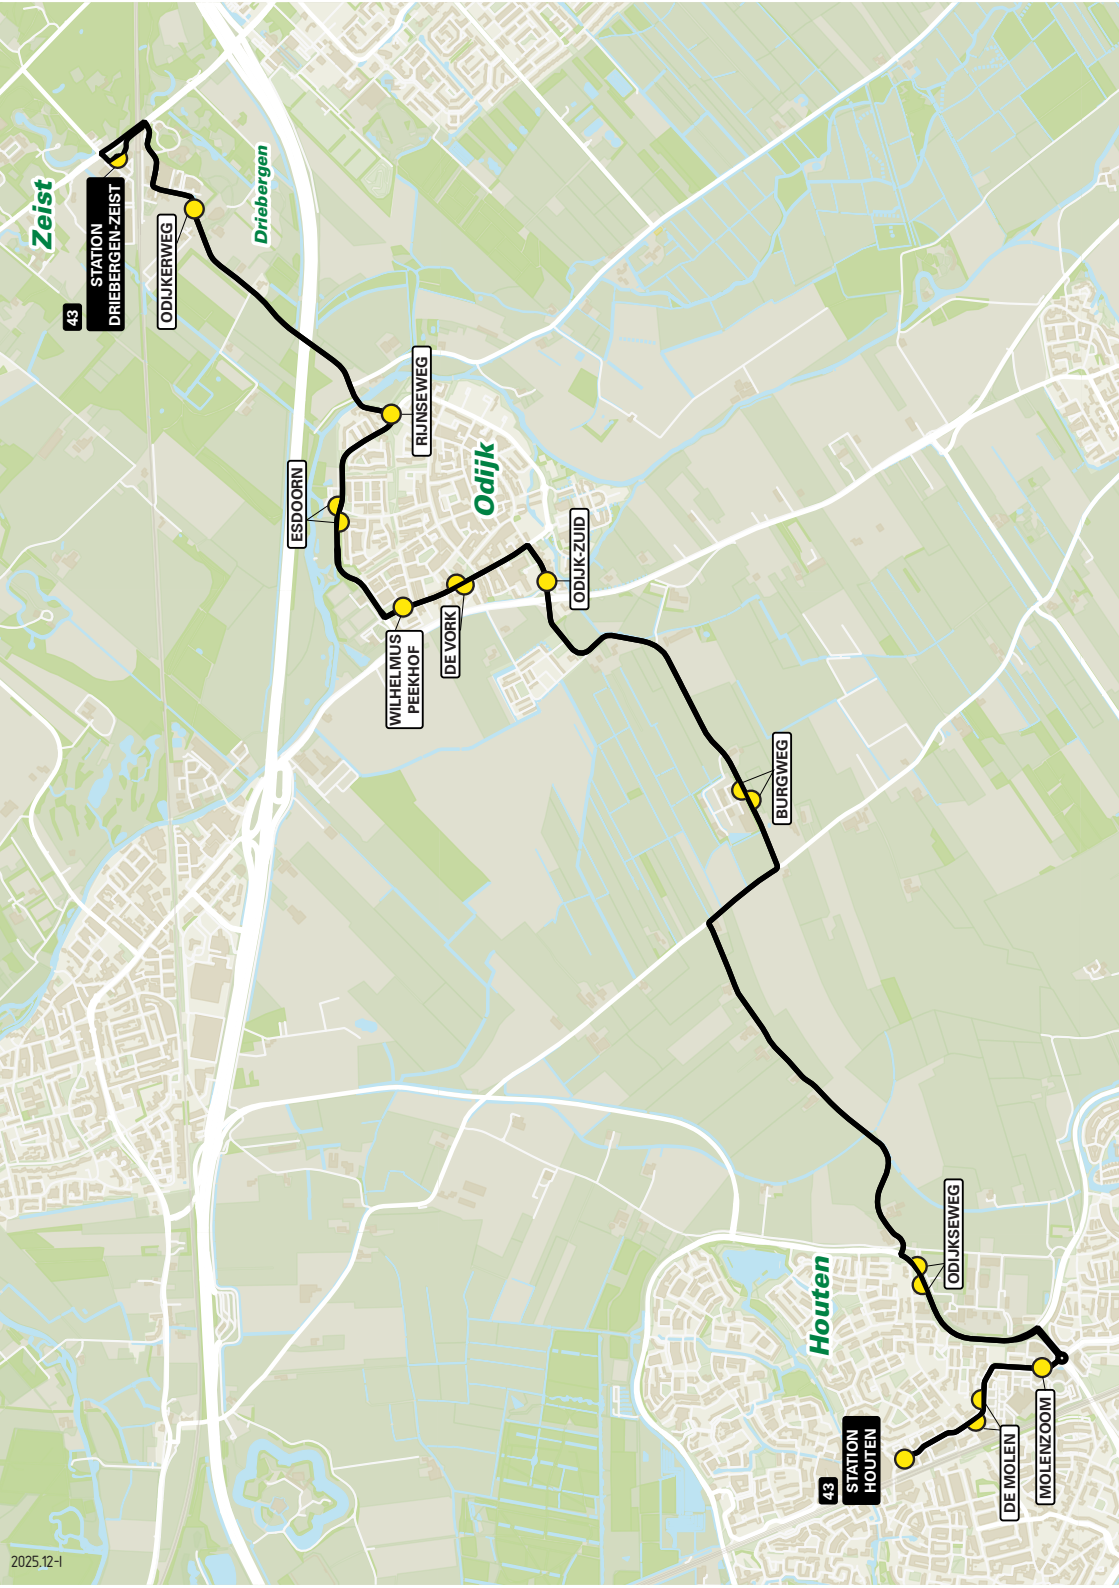 Zeist
43
STATION
DRIEBERGEN-ZEIST
ODIJKERWEG
Driebergen
RIJNSEWEG
ESDOORN
Odijk
ODIJK-ZUID
DE VORK
WILHELMUS
PEEKHOF
BURGWEG
ODIJKSEWEG
Houten
43
STATION
HOUTEN
DE MOLEN
MOLENZOOM
2025.12-I